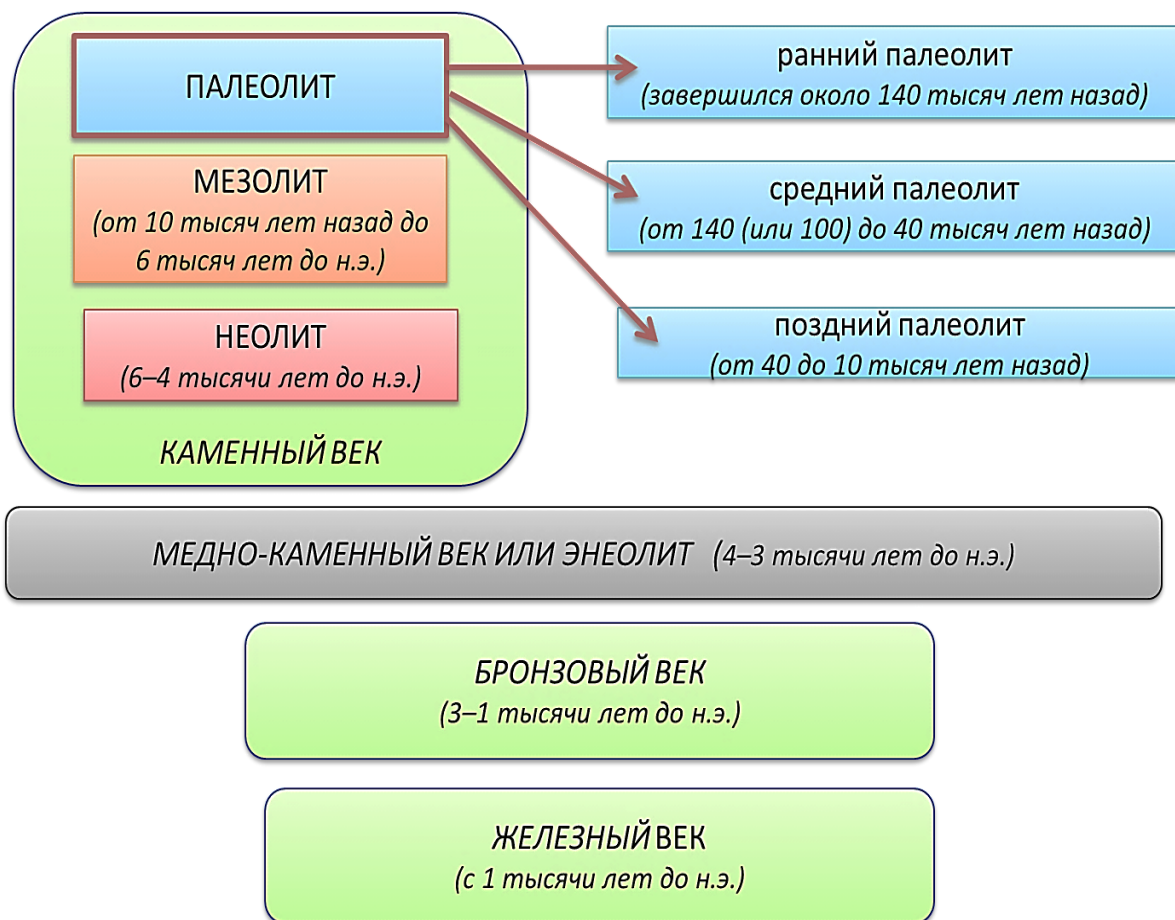 ПАЛЕОЛИТ
ранний палеолит
(завершился около 140 тысяч лет назад)
МЕЗОЛИТ
(от 10 тысяч лет назад до
6 тысяч лет до н.э.)
средний палеолит
(от 140 (или 100) до 40 тысяч лет назад)
НЕОЛИТ
(6–4 тысячи лет до н.э.)
поздний палеолит
(от 40 до 10 тысяч лет назад)
КАМЕННЫЙ ВЕК
МЕДНО-КАМЕННЫЙ ВЕК ИЛИ ЭНЕОЛИТ (4–3 тысячи лет до н.э.)
БРОНЗОВЫЙ ВЕК
(3–1 тысячи лет до н.э.)
ЖЕЛЕЗНЫЙ ВЕК
(с 1 тысячи лет до н.э.)